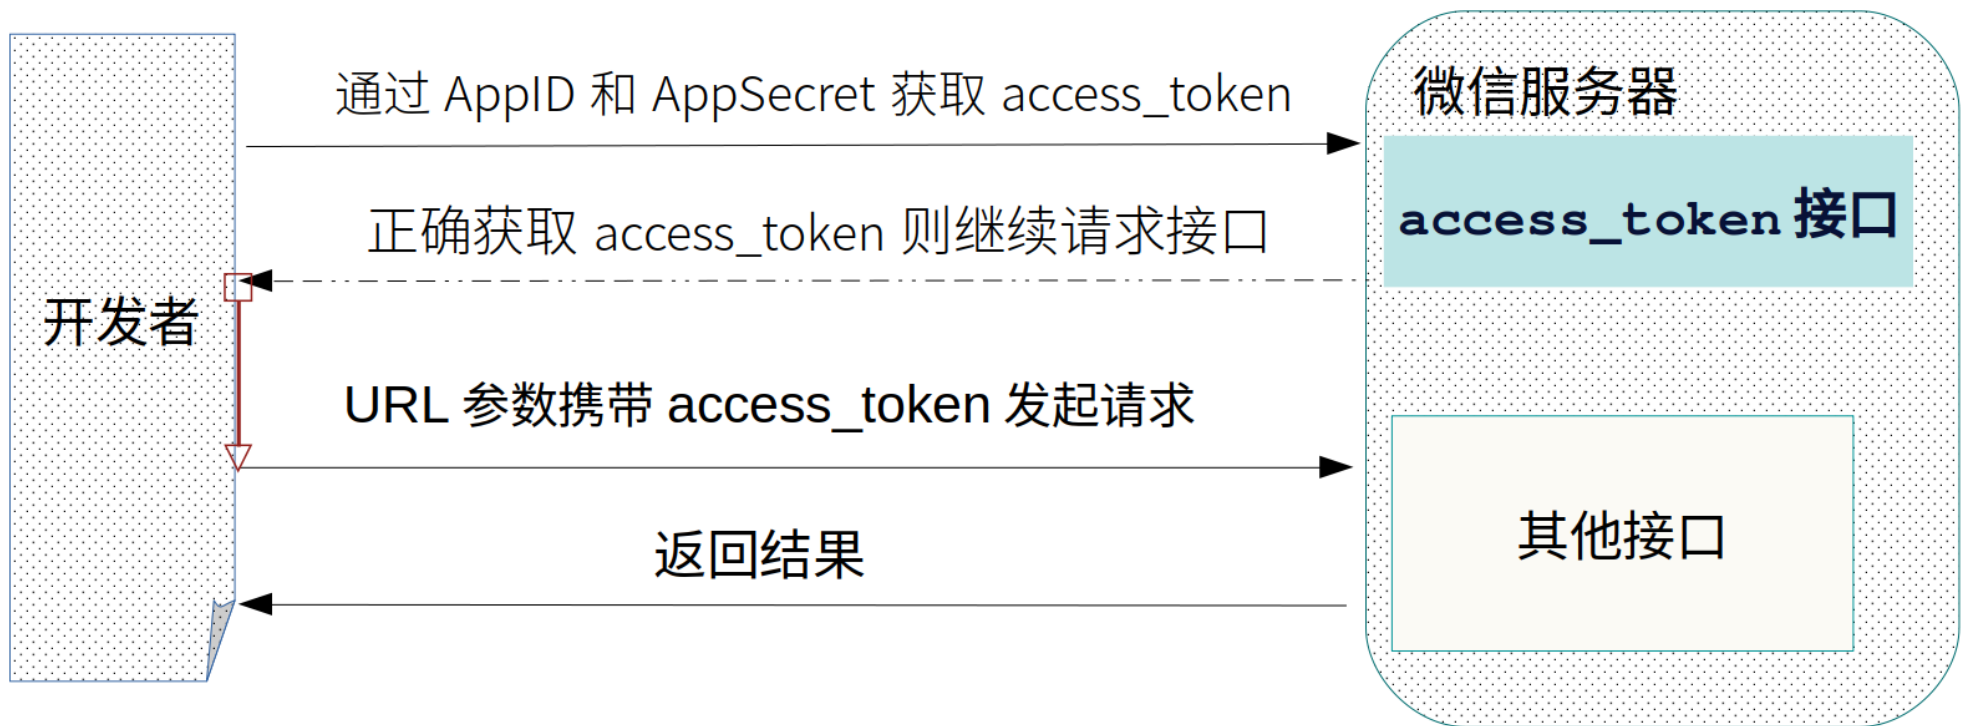 通过 AppID 和 AppSecret 获取 access_token
微信服务器
access_token 接口
正确获取 access_token 则继续请求接口
开发者
URL 参数携带 access_token 发起请求
其他接口
返回结果